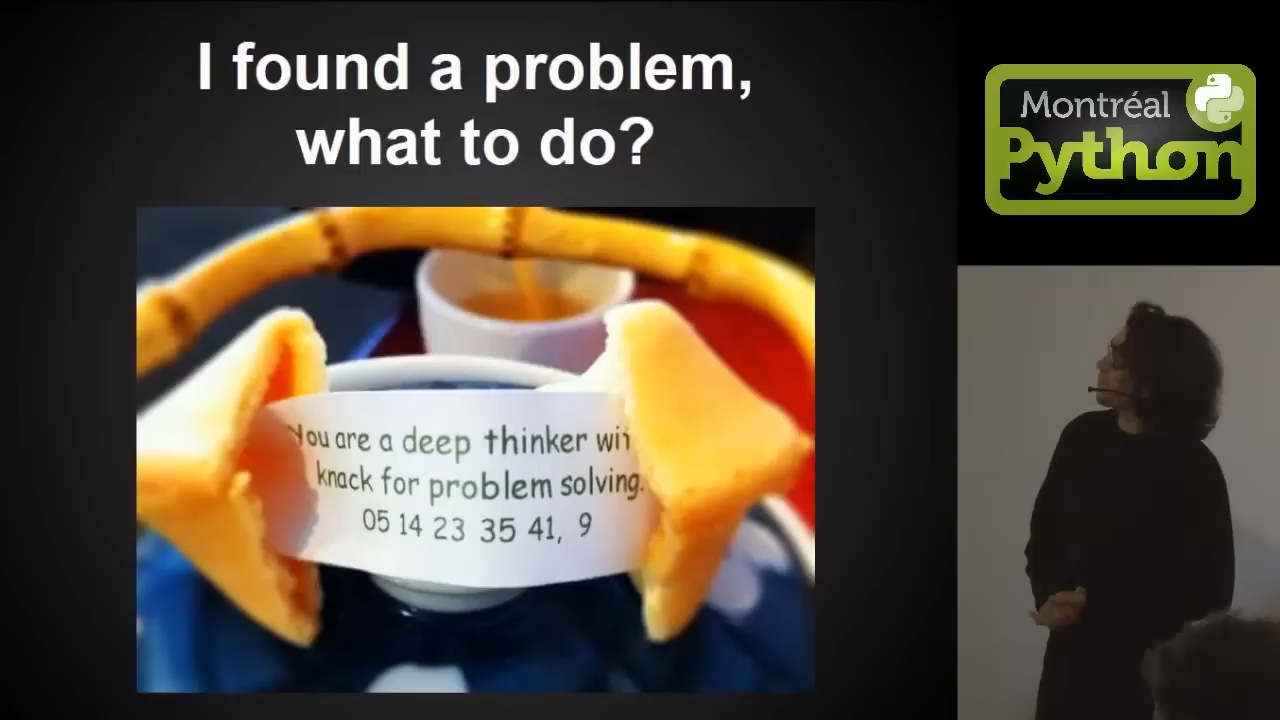 I found a problem,
what to do?
You are a deep thinker
knack for problem solving.
05 14 23 35 41, 9
Montréal
Python